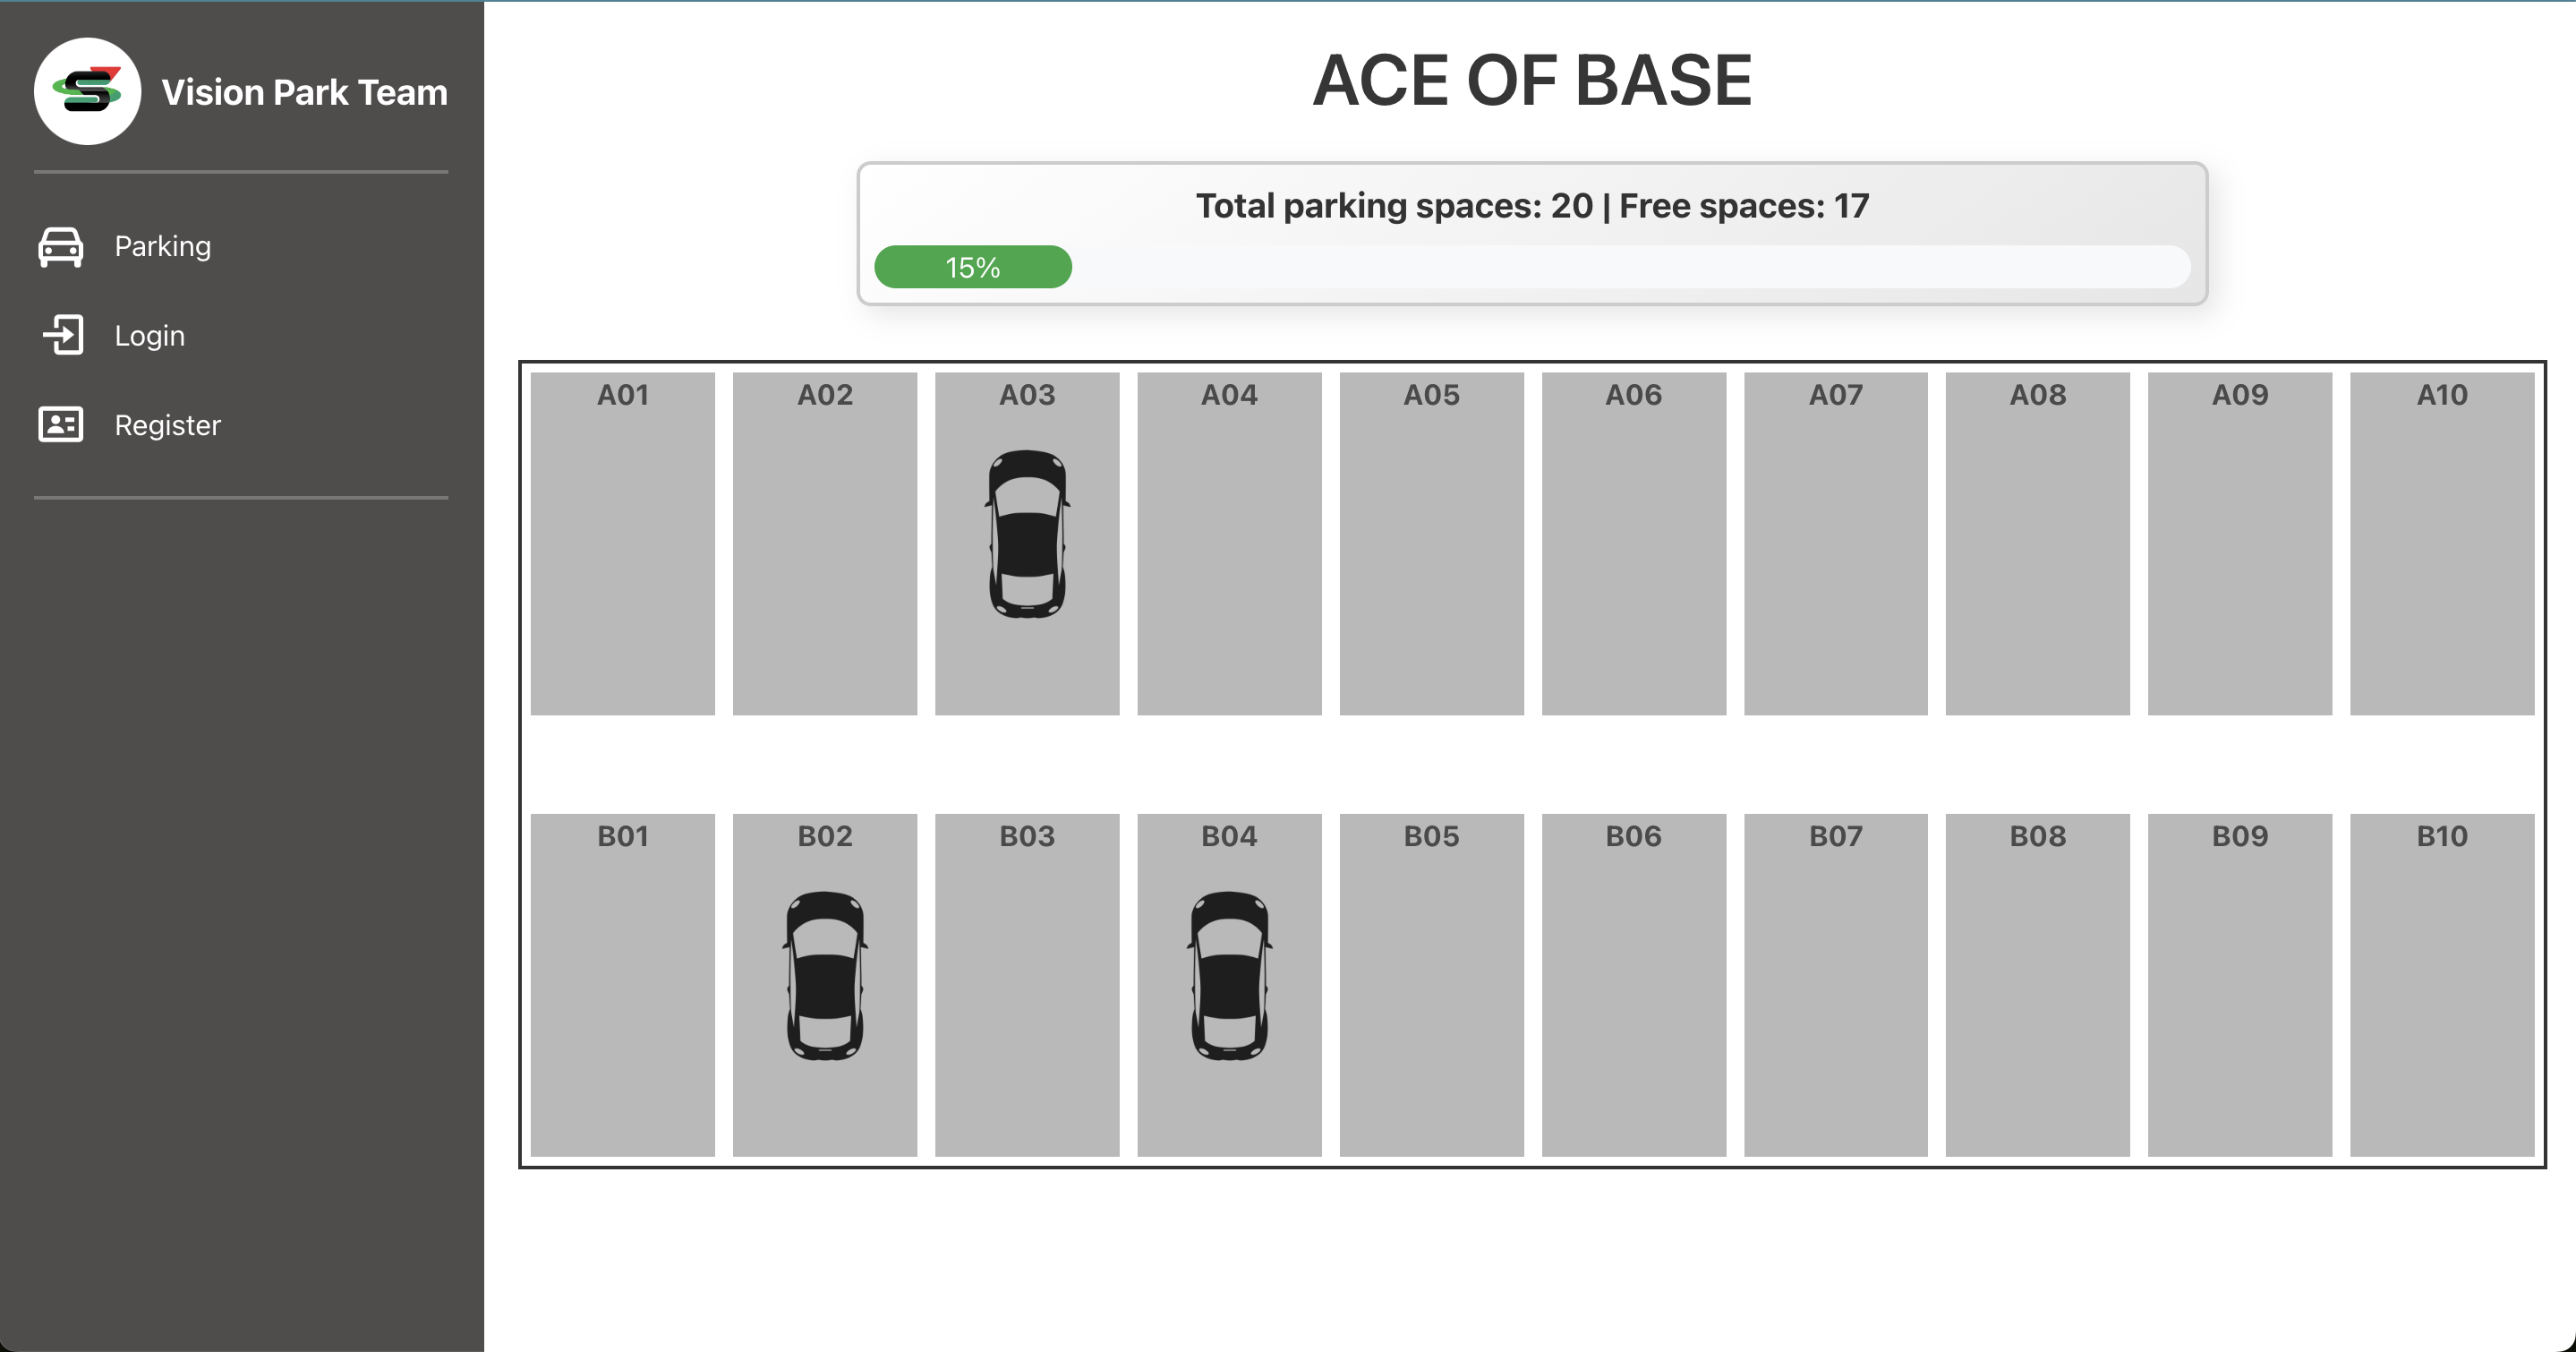 Vision Park Team
Parking
Login
Register
ACE OF BASE
Total parking spaces: 20 | Free spaces: 17
15%
A01 A02 A03 A04 A05 A06 A07 A08 A09 A10
B01 B02 B03 B04 B05 B06 B07 B08 B09 B10